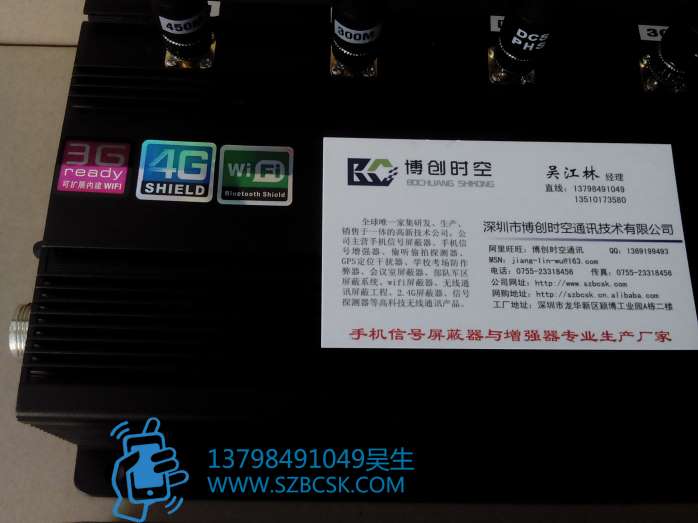 450M
300M
DCS
PHS
3G
ready
可扩展内建 WIFI
4G
SHIELD
WiFi
Bluetooth Shield
博创时空
BOCHUANG SHIKONG
吴江林 经理
直线: 13798491049
13510173580
全球唯一家集研发、生产、
销售于一体的高新技术公司。公
司主营手机信号屏蔽器、手机信
号增强器、偷听偷拍探测器、
GPS定位干扰器、学校考场防作
弊器、会议室屏蔽器、部队军区
屏蔽系统、wifi屏蔽器、无线通
讯屏蔽工程、2.4G屏蔽器、信号
探测器等高科技无线通讯产品。
深圳市博创时空通讯技术有限公司
阿里旺旺: 博创时空通讯 QQ: 1369199493
MSN: jiang-lin-wu@163.com
电话: 0755-23318456 传真: 0755-23318456
公司网址: http://www.szbcsk.com
网购地址: http://szbcsk.cn.alibaba.com
工厂地址: 深圳市龙华新区颖博工业园A栋二楼
手机信号屏蔽器与增强器专业生产厂家
13798491049吴生
WWW.SZBCSK.COM